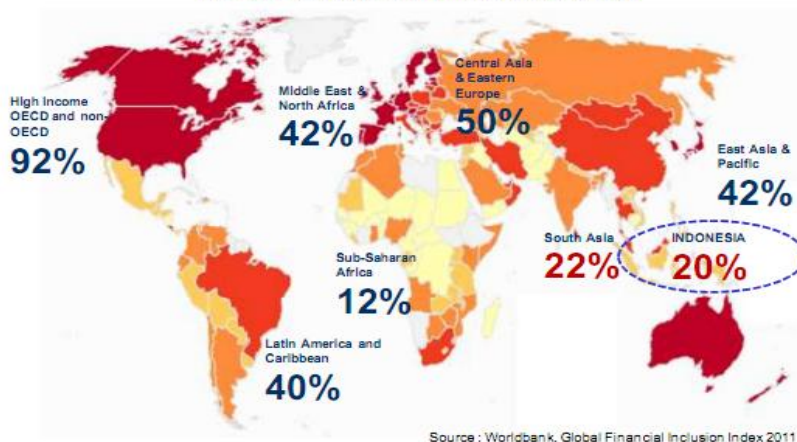 High Income
OECD and non-
OECD
92%
Middle East &
North Africa
42%
Central Asia
& Eastern
Europe
50%
East Asia &
Pacific
42%
South Asia
22%
INDONESIA
20%
Sub-Saharan
Africa
12%
Latin America and
Caribbean
40%
Source : Worldbank, Global Financial Inclusion Index 2011